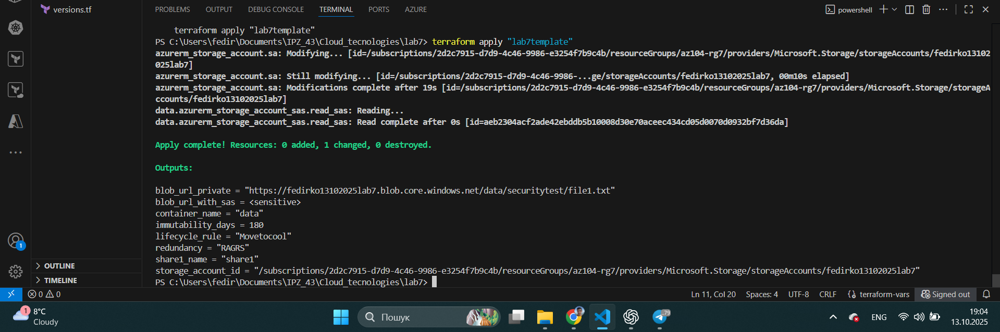 versions.tf
PROBLEMS OUTPUT DEBUG CONSOLE TERMINAL PORTS AZURE
powershell
terraform apply "lab7template"
PS C:\Users\fedir\Documents\IPZ_43\Cloud_tecnologies\lab7> terraform apply "lab7template"
azurerm_storage_account.sa: Modifying... [id=/subscriptions/2d2c7915-d7d9-4c46-9986-e3254f7b9c4b/resourceGroups/az104-rg7/providers/Microsoft.Storage/storageAccounts/fedirko13102
025lab7]
azurerm_storage_account.sa: Still modifying... [id=/subscriptions/2d2c7915-d7d9-4c46-9986-...ge/storageAccounts/fedirko13102025lab7, 00m10s elapsed]
azurerm_storage_account.sa: Modifications complete after 19s [id=/subscriptions/2d2c7915-d7d9-4c46-9986-e3254f7b9c4b/resourceGroups/az104-rg7/providers/Microsoft.Storage/storageA
ccounts/fedirko13102025lab7]
data.azurerm_storage_account_sas.read_sas: Reading...
data.azurerm_storage_account_sas.read_sas: Read complete after 0s [id=aeb2304acf2ade42ebddb5b10008d30e70aceec434cd05d0070d0932bf7d36da]
Apply complete! Resources: 0 added, 1 changed, 0 destroyed.
Outputs:
blob_url_private = "https://fedirko13102025lab7.blob.core.windows.net/data/securitytest/file1.txt"
blob_url_with_sas = <sensitive>
container_name = "data"
immutability_days = 180
lifecycle_rule = "Movetocool"
redundancy = "RAGRS"
share1_name = "share1"
storage_account_id = "/subscriptions/2d2c7915-d7d9-4c46-9986-e3254f7b9c4b/resourceGroups/az104-rg7/providers/Microsoft.Storage/storageAccounts/fedirko13102025lab7"
PS C:\Users\fedir\Documents\IPZ_43\Cloud_tecnologies\lab7>
1
OUTLINE
TIMELINE
0 0
Ln 11, Col 20 Spaces: 4 UTF-8 CRLF terraform-vars Signed out
1
8°C
Cloudy
Пошук
79
ENG
19:04
13.10.2025